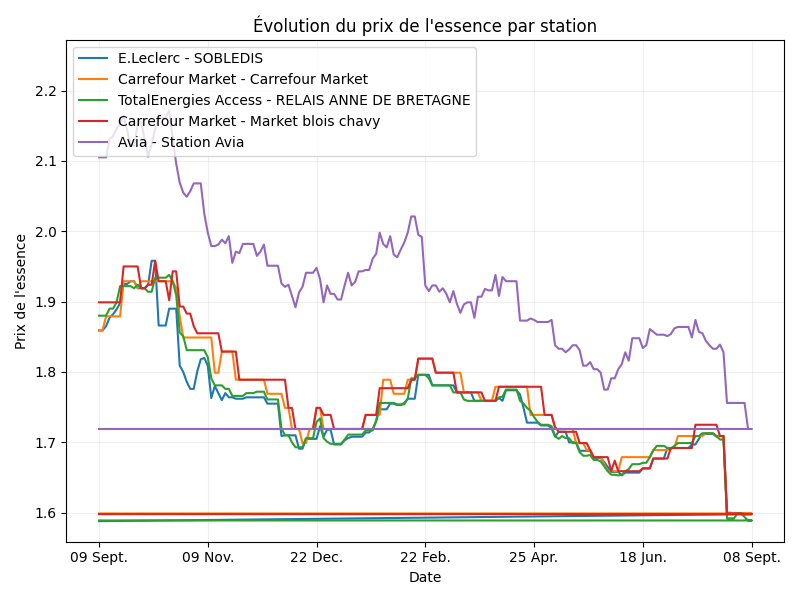 Évolution du prix de l'essence par station
E.Leclerc - SOBLEDIS
Carrefour Market - Carrefour Market
TotalEnergies Access - RELAIS ANNE DE BRETAGNE
Carrefour Market - Market blois chavy
Avia - Station Avia
Prix de l'essence
2.2
2.1
2.0
1.9
1.8
1.7
1.6
09 Sept. 09 Nov. 22 Dec. 22 Feb. 25 Apr. 18 Jun. 08 Sept.
Date